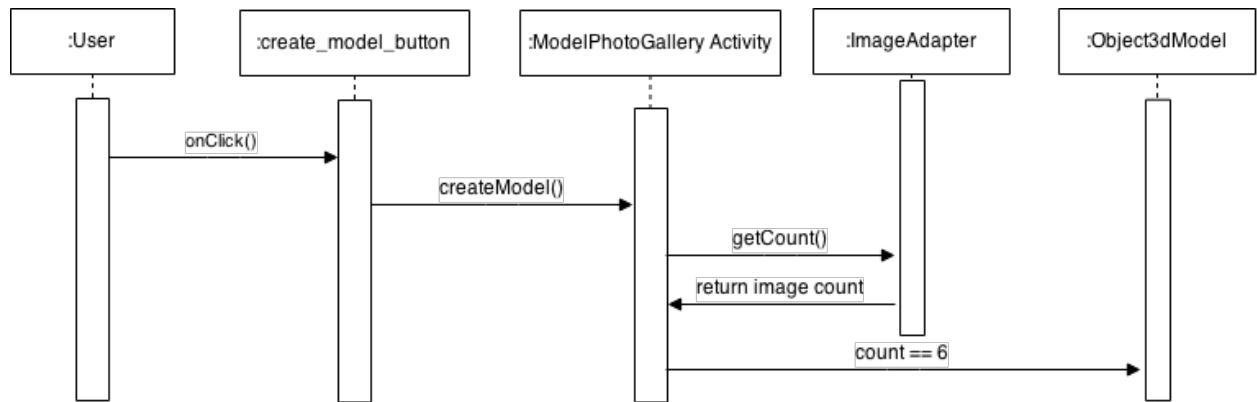 :User
:create_model_button
:ModelPhotoGallery Activity
:ImageAdapter
:Object3dModel
onClick()
createModel()
getCount()
return image count
count == 6